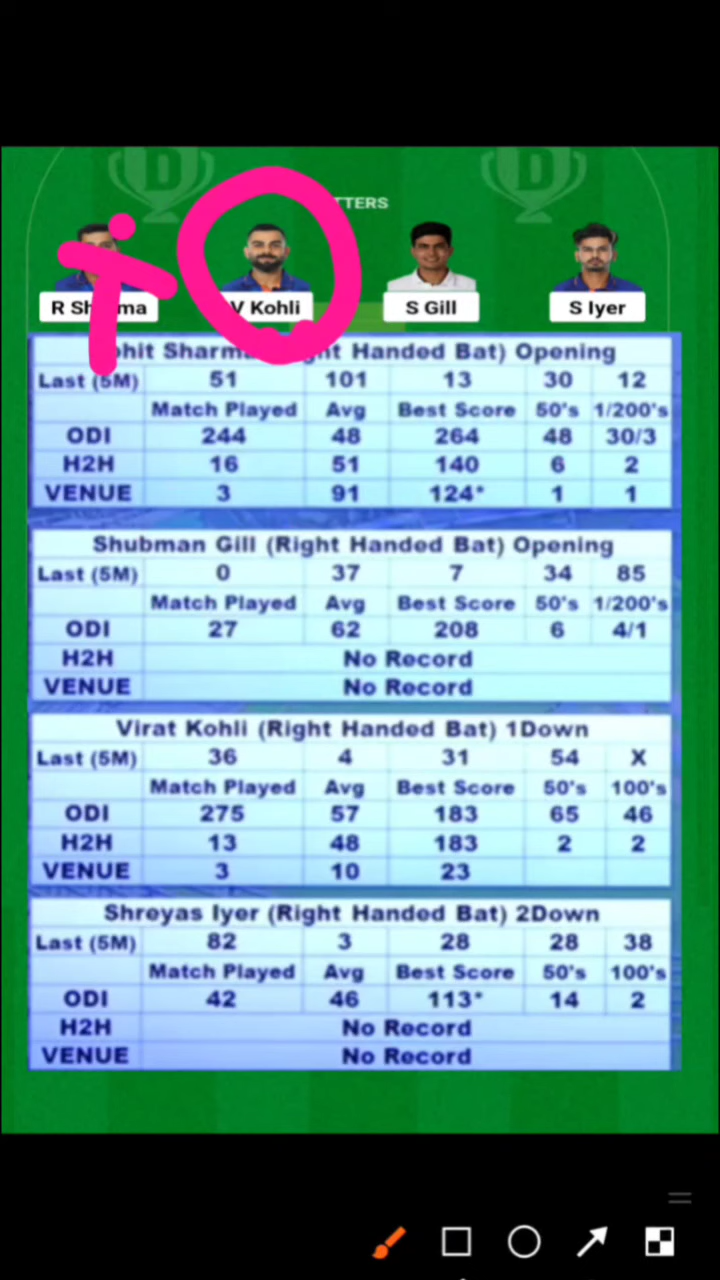 D D
TTERS
R Sh ma V Kohli S Gill S Iyer
ohit Sharm ht Handed Bat) Opening
Last (5M) 51 101 13 30 12
Match Played Avg Best Score 50's 1/200's
ODI 244 48 264 48 30/3
H2H 16 51 140 6 2
VENUE 3 91 124* 1 1
Shubman Gill (Right Handed Bat) Opening
Last (5M) 0 37 7 34 85
Match Played Avg Best Score 50's 1/200's
ODI 27 62 208 6 4/1
H2H No Record
VENUE No Record
Virat Kohli (Right Handed Bat) 1Down
Last (5M) 36 4 31 54 X
Match Played Avg Best Score 50's 100's
ODI 275 57 183 65 46
H2H 13 48 183 2 2
VENUE 3 10 23
Shreyas Iyer (Right Handed Bat) 2Down
Last (5M) 82 3 28 28 38
Match Played Avg Best Score 50's 100's
ODI 42 46 113* 14 2
H2H No Record
VENUE No Record